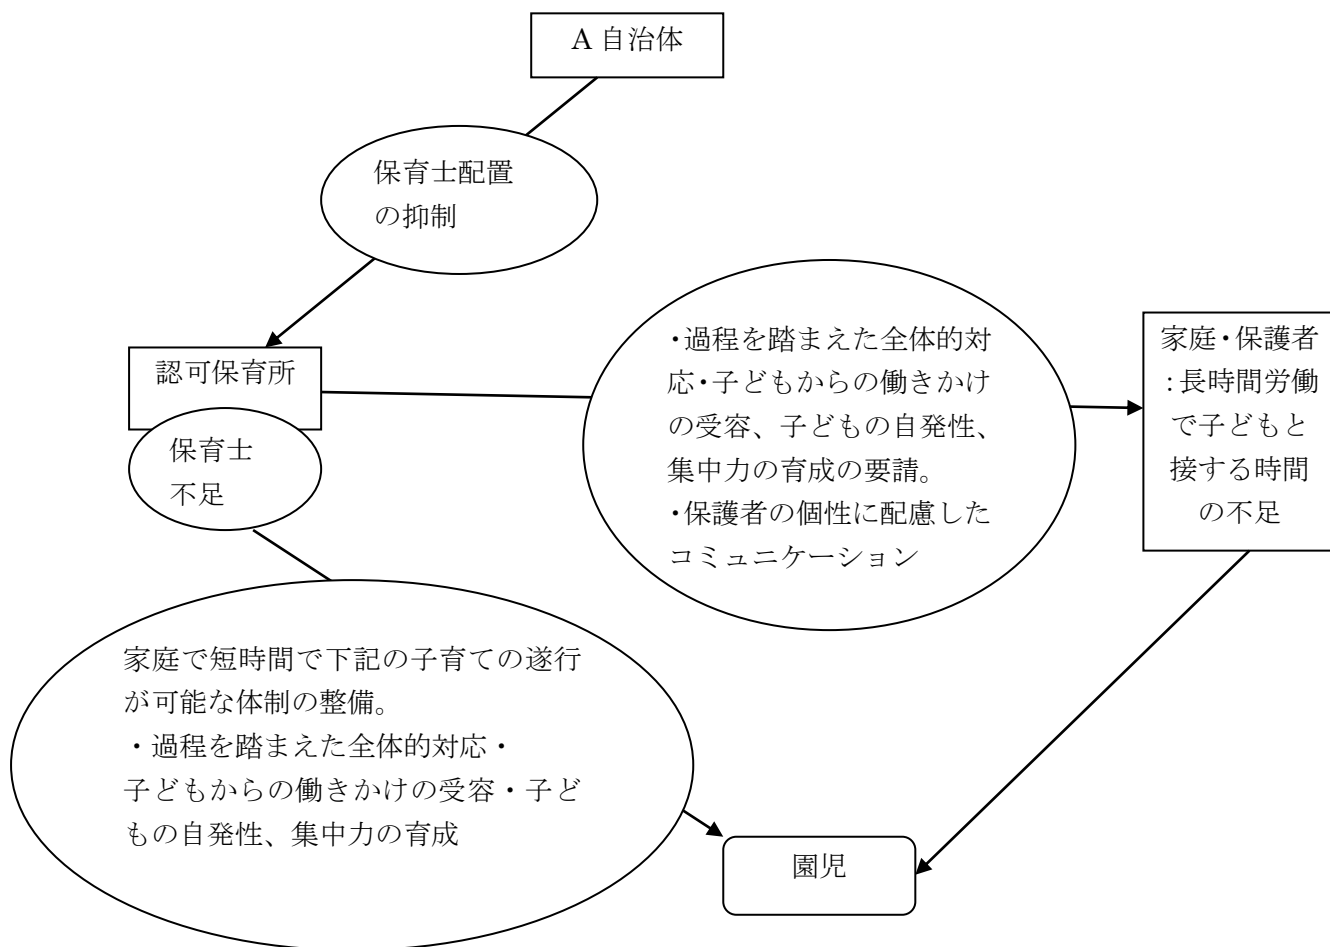 A 自治体
保育士配置
の抑制
認可保育所
保育士
不足
・過程を踏まえた全体的対
応・子どもからの働きかけ
の受容、子どもの自発性、
集中力の育成の要請。
・保護者の個性に配慮した
コミュニケーション
家庭・保護者
:長時間労働
で子どもと
接する時間
の不足
家庭で短時間で下記の子育ての遂行
が可能な体制の整備。
・過程を踏まえた全体的対応・
子どもからの働きかけの受容・子ど
もの自発性、集中力の育成
園児